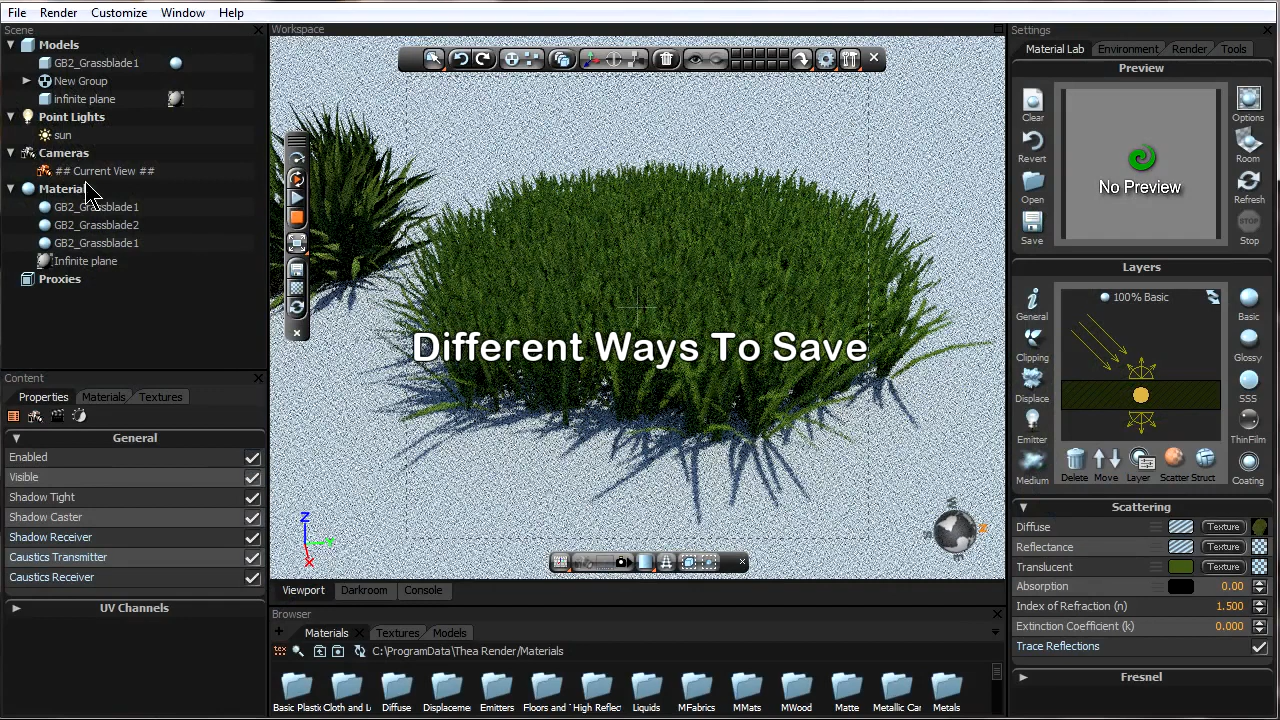 File Render Customize Window Help
Scene
Models
GB2_Grassblade1
New Group
infinite plane
Point Lights
sun
Cameras
## Current View ##
Material
GB2_Grassblade1
GB2_Grassblade2
GB2_Grassblade1
Infinite plane
Proxies
Content
Properties Materials Textures
General
Enabled
Visible
Shadow Tight
Shadow Caster
Shadow Receiver
Caustics Transmitter
Caustics Receiver
UV Channels
Workspace
Different Ways To Save
Z
Y
X
Viewport Darkroom Console
Browser
Materials Textures Models
tex C:\ProgramData\Thea Render/Materials
Basic Plastic Cloth and L Diffuse Displaceme Emitters Floors and High Reflec Liquids MFabrics MMats MWood Matte Metallic Car Metals
Settings
Material Lab Environment Render Tools
Preview
Clear
Revert
Open
Save
No Preview
Options
Room
Refresh
STOP
Stop
Layers
General
Clipping
Displace
Emitter
Medium
100% Basic
Delete Move Layer Scatter Struct
Basic
Glossy
SSS
ThinFilm
Coating
Scattering
Diffuse Texture
Reflectance Texture
Translucent Texture
Absorption 0.00
Index of Refraction (n) 1.500
Extinction Coefficient (k) 0.000
Trace Reflections
Fresnel